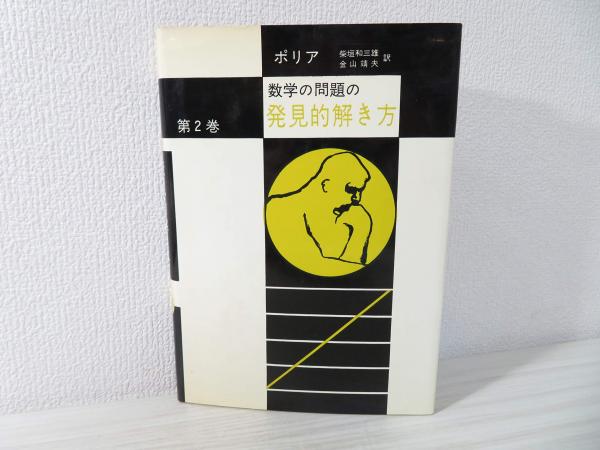 ポリア
柴垣和三雄
金山靖夫 訳
数学の問題の
発見的解き方
第2巻